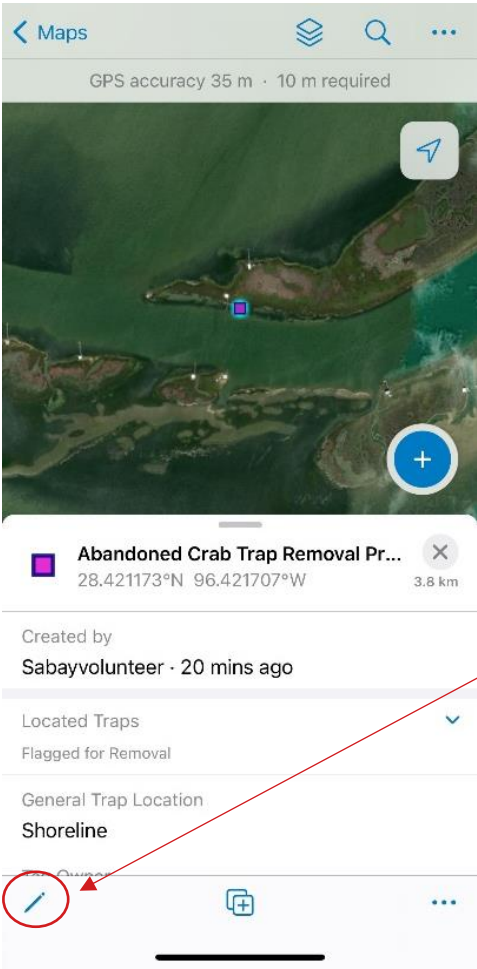 Maps
GPS accuracy 35 m · 10 m required
Abandoned Crab Trap Removal Pr...
28.421173°N 96.421707°W
3.8 km
Created by
Sabayvolunteer · 20 mins ago
Located Traps
Flagged for Removal
General Trap Location
Shoreline